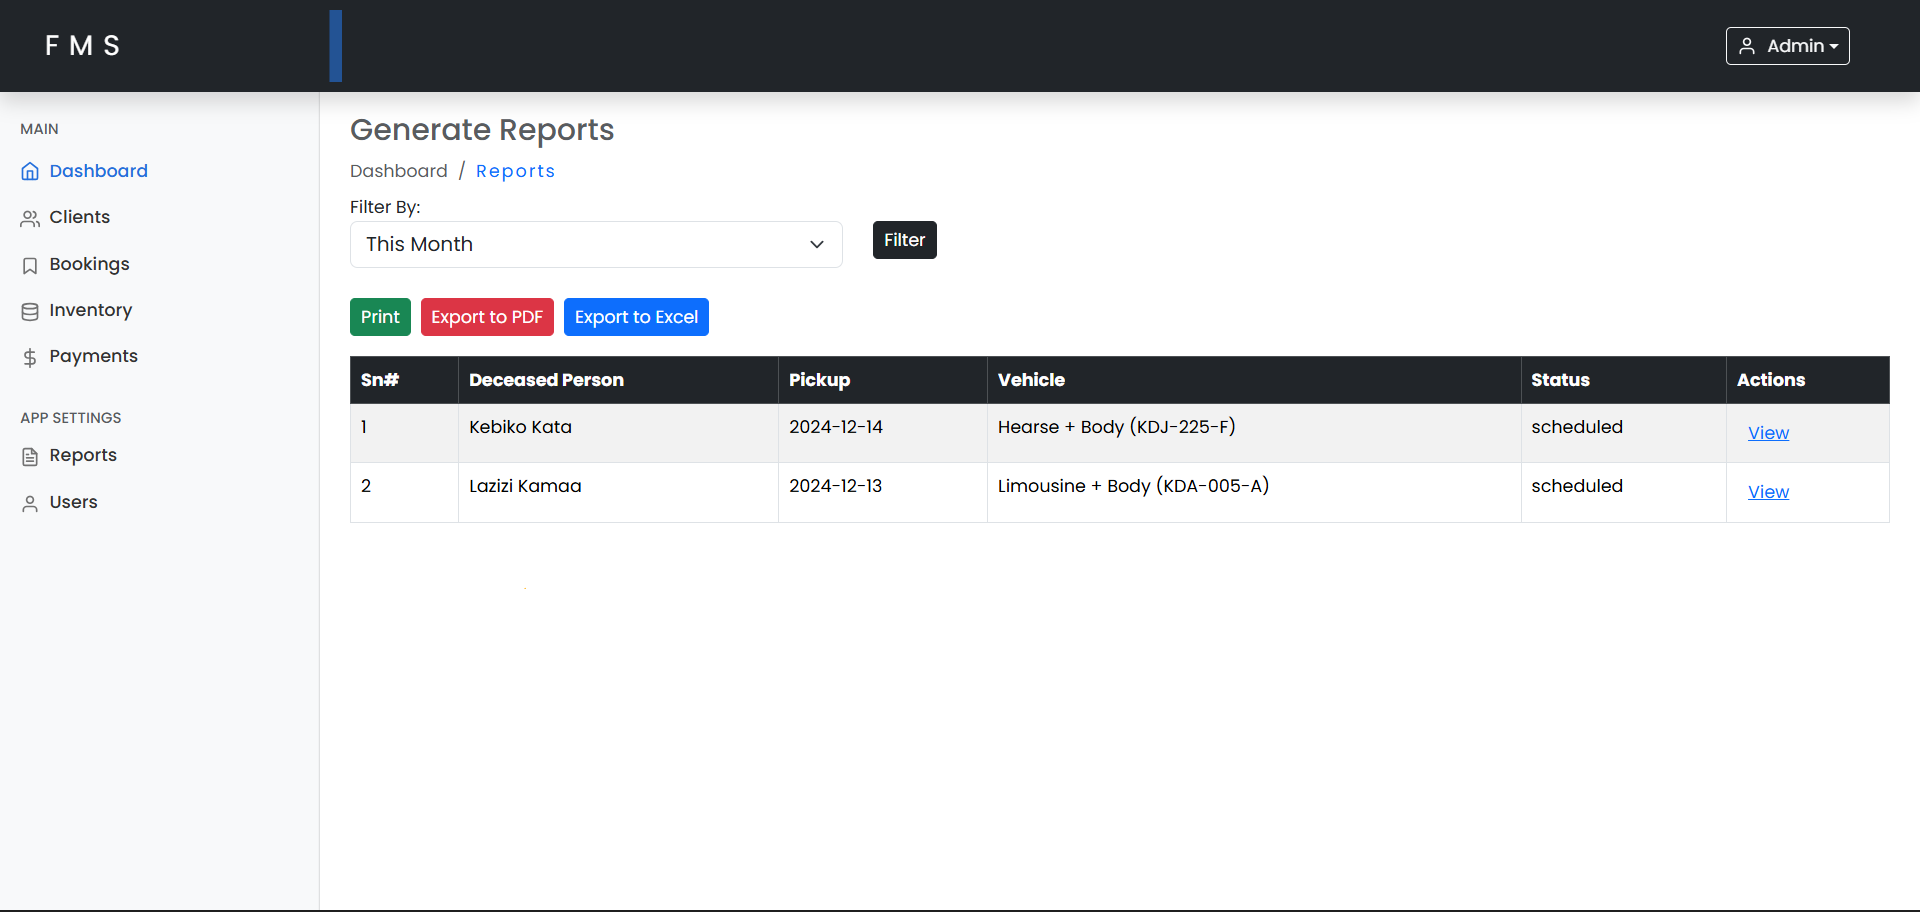 F M S
Admin
MAIN
Dashboard
Clients
Bookings
Inventory
Payments
APP SETTINGS
Reports
Users
Generate Reports
Dashboard / Reports
Filter By:
This Month
Filter
Print Export to PDF Export to Excel
Sn# Deceased Person Pickup Vehicle Status Actions
1 Kebiko Kata 2024-12-14 Hearse + Body (KDJ-225-F) scheduled View
2 Lazizi Kamaa 2024-12-13 Limousine + Body (KDA-005-A) scheduled View